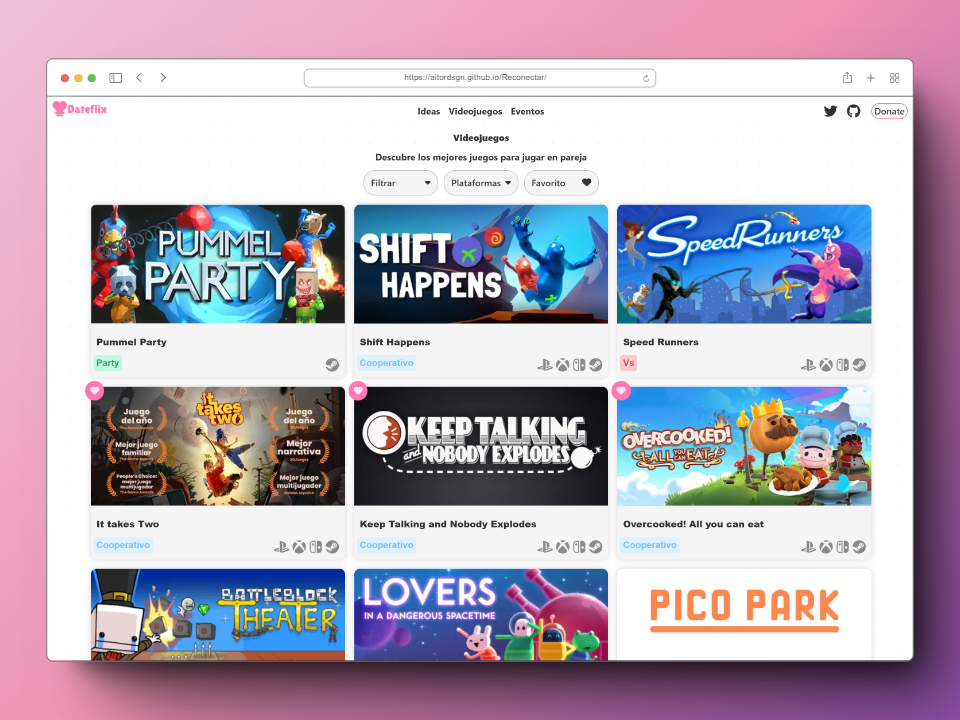 https://aitordsgn.github.io/Reconectar/
Dateflix
Ideas Videojuegos Eventos
Donate
Videojuegos
Descubre los mejores juegos para jugar en pareja
Filtrar
Plataformas
Favorito
PUMMEL
PARTY
SHIFT
HAPPENS
SpeedRunners
Pummel Party
Party
Shift Happens
Cooperativo
Speed Runners
Vs
Juego
del año
Mejor juego
familiar
People's Choice:
mejor juego
multijugador
it
takes
two
Juego
del año
Mejor
narrativa
Mejor juego
multijugador
KEEP TALKING
and NOBODY EXPLODES
OVERCOOKED!
ALL YOU CAN EAT
It takes Two
Cooperativo
Keep Talking and Nobody Explodes
Cooperativo
Overcooked! All you can eat
Cooperativo
BATTLEBLOCK
THEATER
LOVERS
IN A DANGEROUS SPACETIME
PICO PARK